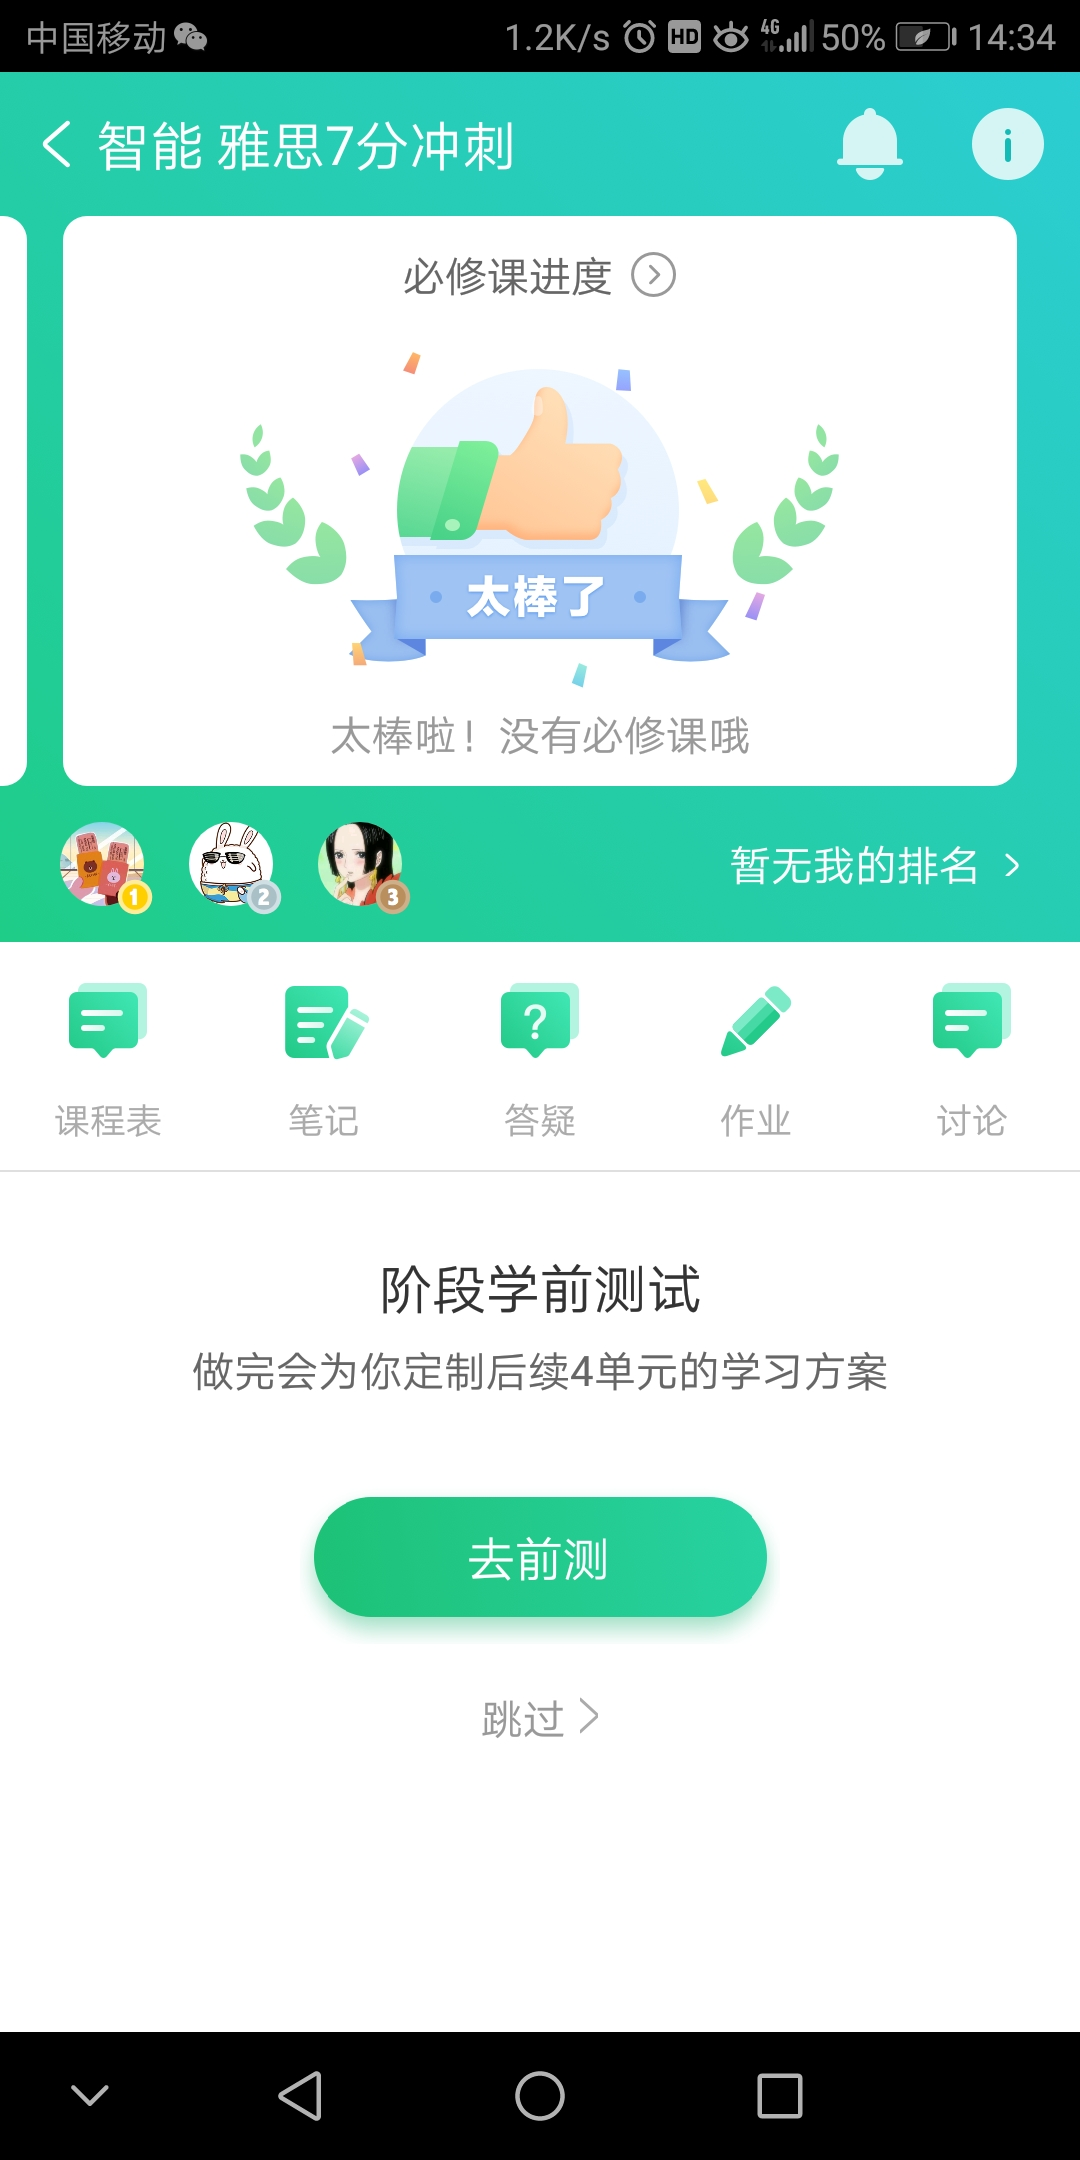 中国移动 1.2K/s HD 4G 50% 14:34
智能 雅思7分冲刺
必修课进度
太棒了
太棒啦！没有必修课哦
1 2 3 暂无我的排名
课程表 笔记 答疑 作业 讨论
阶段学前测试
做完会为你定制后续4单元的学习方案
去前测
跳过